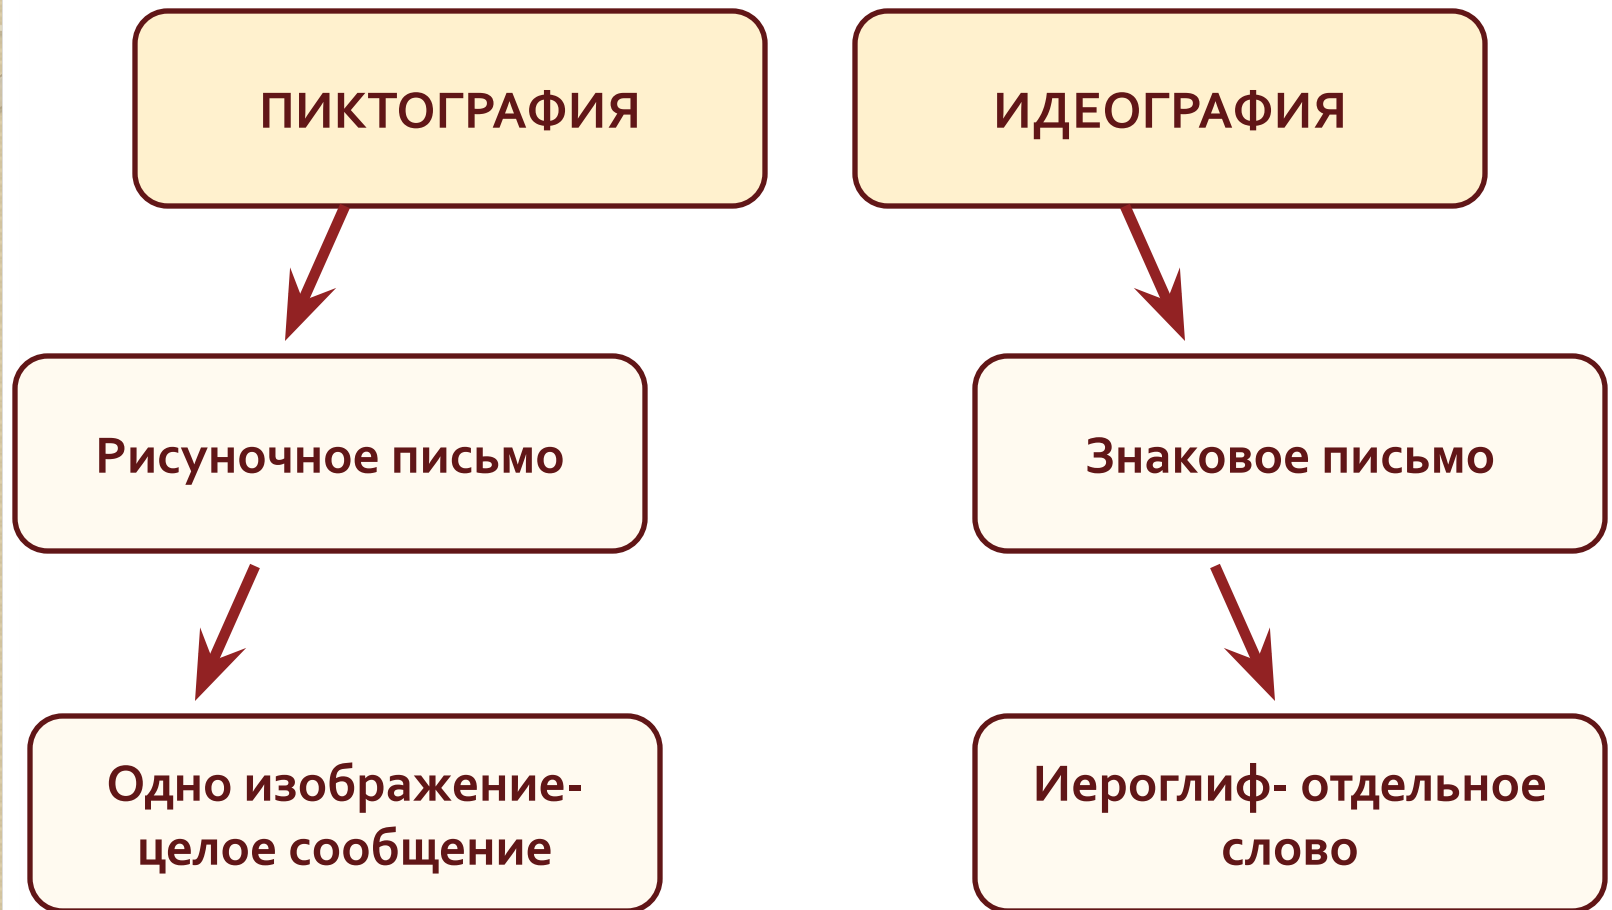 ПИКТОГРАФИЯ
ИДЕОГРАФИЯ
Рисуночное письмо
Знаковое письмо
Одно изображение-
целое сообщение
Иероглиф- отдельное
слово